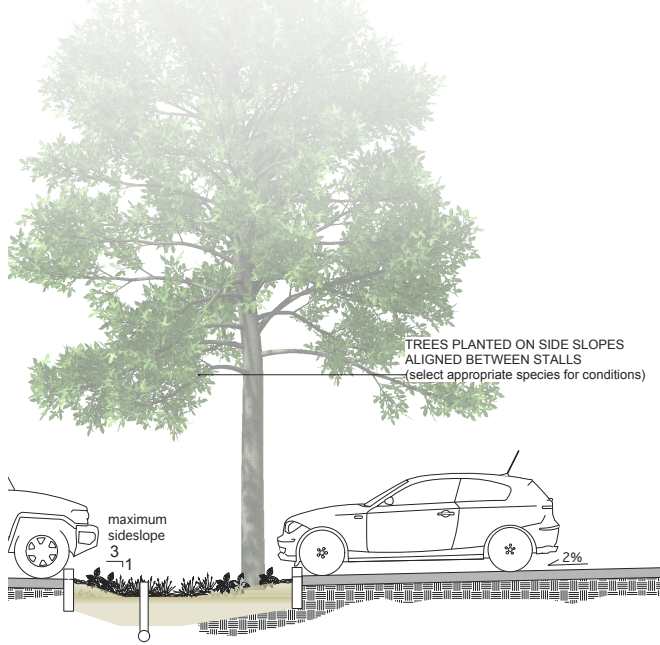 TREES PLANTED ON SIDE SLOPES
ALIGNED BETWEEN STALLS
(select appropriate species for conditions)
maximum
sideslope
3
1
2%